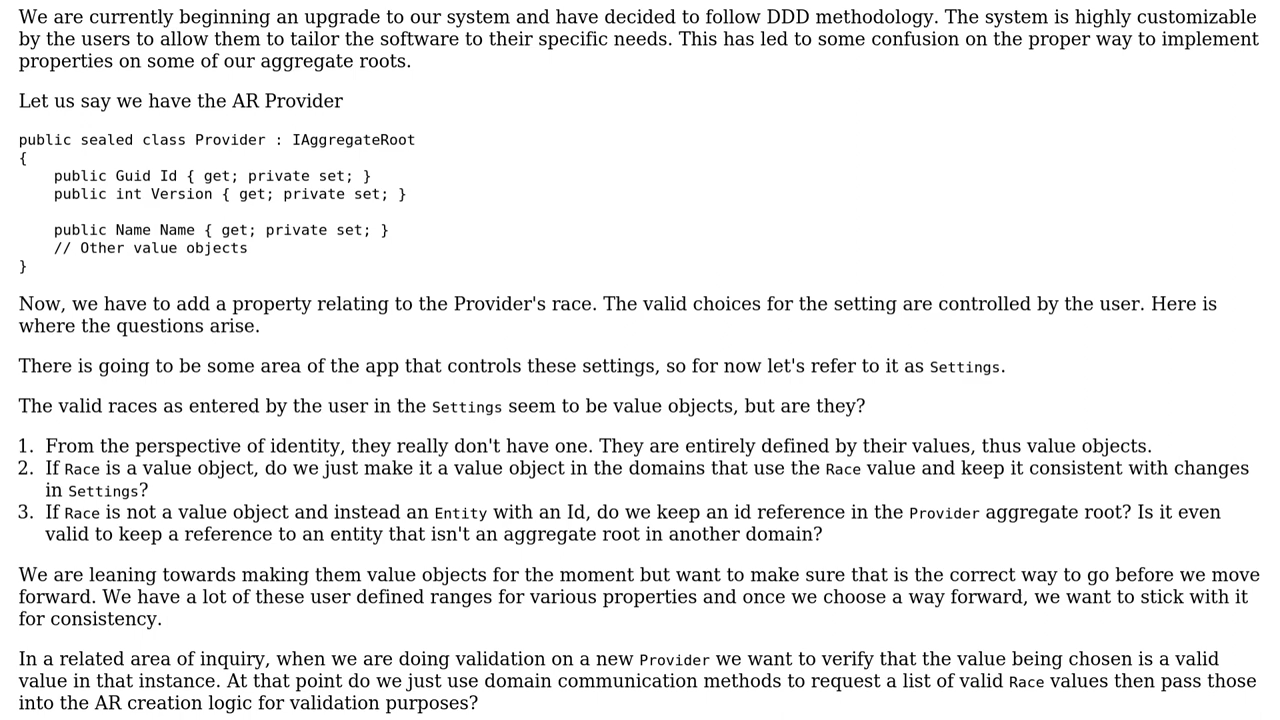 We are currently beginning an upgrade to our system and have decided to follow DDD methodology. The system is highly customizable
by the users to allow them to tailor the software to their specific needs. This has led to some confusion on the proper way to implement
properties on some of our aggregate roots.
Let us say we have the AR Provider
public sealed class Provider : IAggregateRoot
{
    public Guid Id { get; private set; }
    public int Version { get; private set; }
    public Name Name { get; private set; }
    // Other value objects
}
Now, we have to add a property relating to the Provider's race. The valid choices for the setting are controlled by the user. Here is
where the questions arise.
There is going to be some area of the app that controls these settings, so for now let's refer to it as Settings.
The valid races as entered by the user in the Settings seem to be value objects, but are they?
1. From the perspective of identity, they really don't have one. They are entirely defined by their values, thus value objects.
2. If Race is a value object, do we just make it a value object in the domains that use the Race value and keep it consistent with changes
in Settings?
3. If Race is not a value object and instead an Entity with an Id, do we keep an id reference in the Provider aggregate root? Is it even
valid to keep a reference to an entity that isn't an aggregate root in another domain?
We are leaning towards making them value objects for the moment but want to make sure that is the correct way to go before we move
forward. We have a lot of these user defined ranges for various properties and once we choose a way forward, we want to stick with it
for consistency.
In a related area of inquiry, when we are doing validation on a new Provider we want to verify that the value being chosen is a valid
value in that instance. At that point do we just use domain communication methods to request a list of valid Race values then pass those
into the AR creation logic for validation purposes?